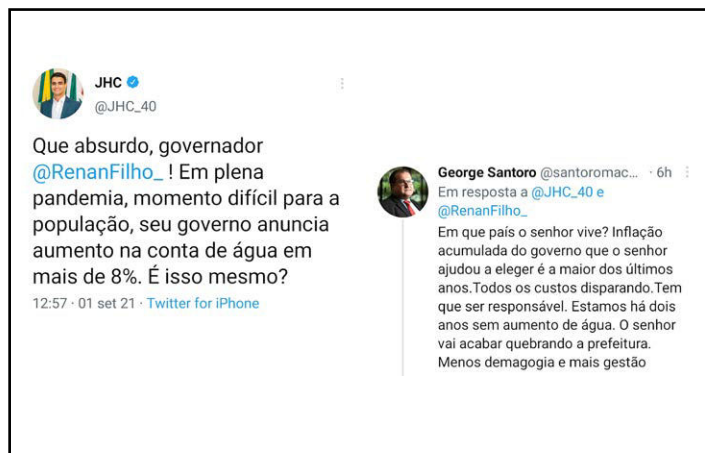 JHC
@JHC_40
Que absurdo, governador
@RenanFilho_ ! Em plena
pandemia, momento difícil para a
população, seu governo anuncia
aumento na conta de água em
mais de 8%. É isso mesmo?
12:57 · 01 set 21 · Twitter for iPhone
George Santoro @santoromac... · 6h
Em resposta a @JHC_40 e
@RenanFilho_
Em que país o senhor vive? Inflação
acumulada do governo que o senhor
ajudou a eleger é a maior dos últimos
anos.Todos os custos disparando.Tem
que ser responsável. Estamos há dois
anos sem aumento de água. O senhor
vai acabar quebrando a prefeitura.
Menos demagogia e mais gestão